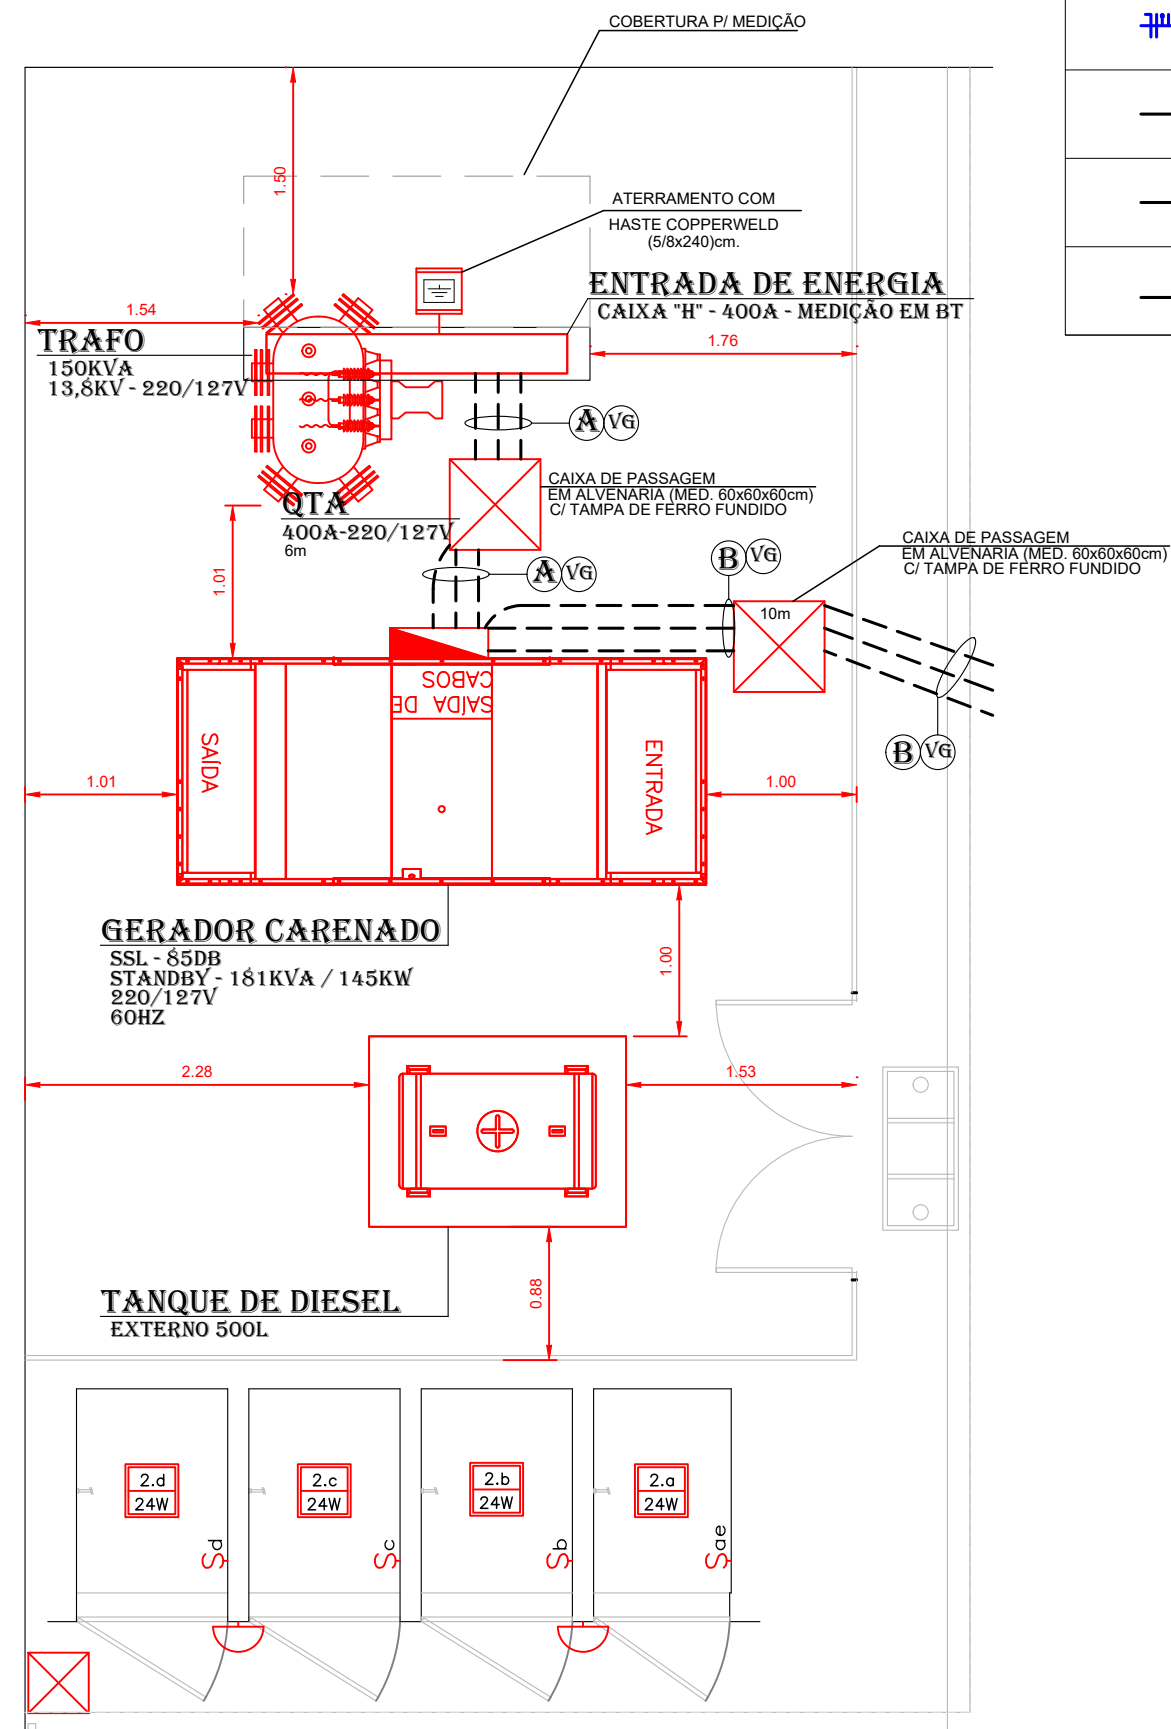 COBERTURA P/ MEDIÇÃO
1.50
ATERRAMENTO COM
HASTE COPPERWELD
(5/8x240)cm.
ENTRADA DE ENERGIA
CAIXA "H" - 400A - MEDIÇÃO EM BT
1.54
1.76
TRAFO
150KVA
13,8KV - 220/127V
A VG
CAIXA DE PASSAGEM
EM ALVENARIA (MED. 60x60x60cm)
C/ TAMPA DE FERRO FUNDIDO
QTA
400A-220/127V
6m
CAIXA DE PASSAGEM
EM ALVENARIA (MED. 60x60x60cm)
C/ TAMPA DE FERRO FUNDIDO
1.01
A VG
B VG
10m
SAÍDA DE
CABOS
B VG
SAÍDA
ENTRADA
1.01
1.00
GERADOR CARENADO
SSL - 85DB
STANDBY - 181KVA / 145KW
220/127V
60HZ
1.00
2.28
1.53
0.88
TANQUE DE DIESEL
EXTERNO 500L
2.d
24W
2.c
24W
2.b
24W
2.a
24W
Sd
Sc
Sb
Sae